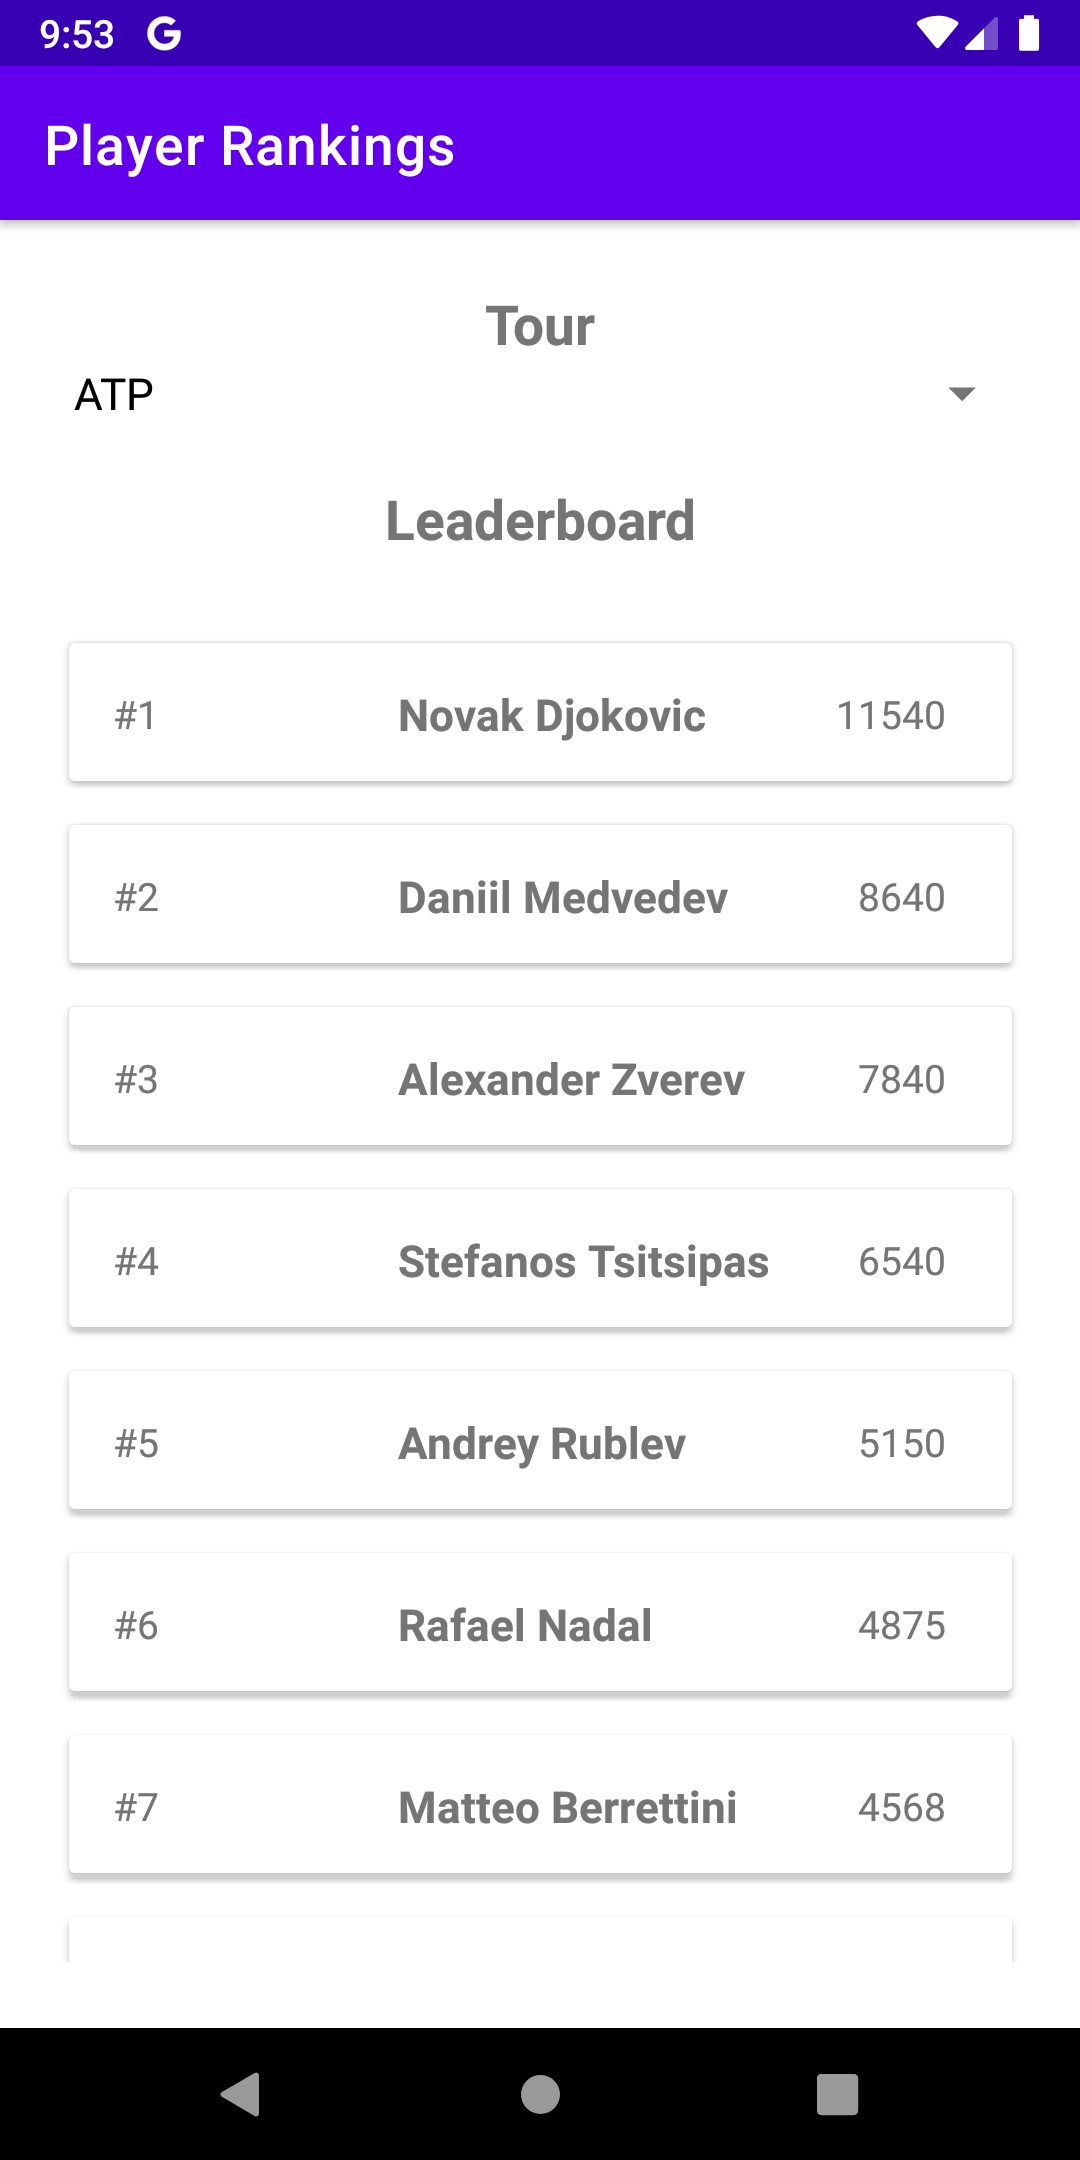 9:53 G
Player Rankings
Tour
ATP
Leaderboard
#1 Novak Djokovic 11540
#2 Daniil Medvedev 8640
#3 Alexander Zverev 7840
#4 Stefanos Tsitsipas 6540
#5 Andrey Rublev 5150
#6 Rafael Nadal 4875
#7 Matteo Berrettini 4568